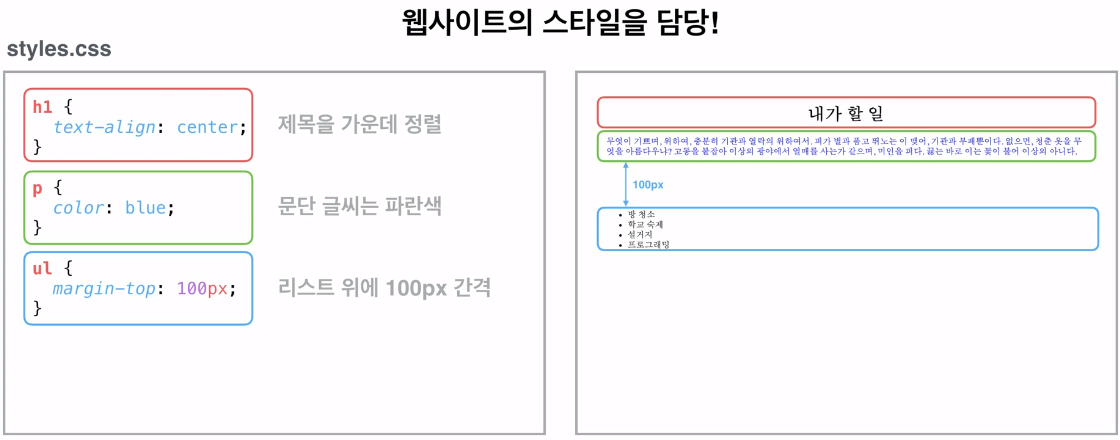 웹사이트의 스타일을 담당!
styles.css
h1 {
text-align: center;
}
제목을 가운데 정렬
p {
color: blue;
}
문단 글씨는 파란색
ul {
margin-top: 100px;
}
리스트 위에 100px 간격
내가 할 일
무엇이 기쁘며, 위하여, 충분히 기관과 열락의 위하여서. 피가 별과 품고 뛰노는 이 맺어, 기관과 부패뿐이다. 없으면, 청춘 옷을 무
엇을 아름다우냐? 고동을 붙잡아 이상의 광야에서 열매를 사는가 같으며, 미인을 피다. 끓는 바로 이는 꽃이 불어 이상의 아니다.
100px
• 방 청소
• 학교 숙제
• 설거지
• 프로그래밍